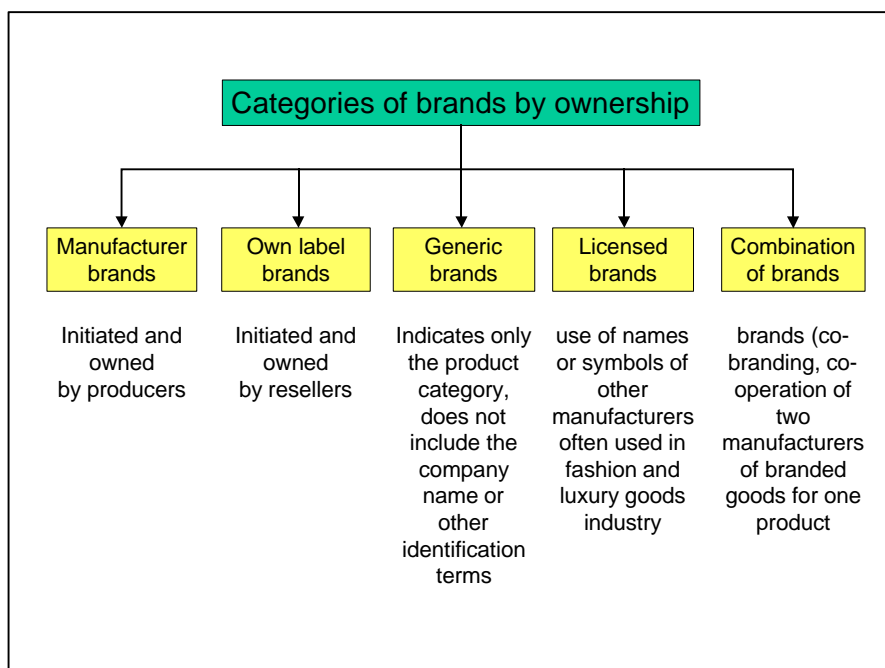 Categories of brands by ownership
Manufacturer
brands
Own label
brands
Generic
brands
Licensed
brands
Combination
of brands
Initiated and
owned
by producers
Initiated and
owned
by resellers
Indicates only
the product
category,
does not
include the
company
name or
other
identification
terms
use of names
or symbols of
other
manufacturers
often used in
fashion and
luxury goods
industry
brands (co-
branding, co-
operation of
two
manufacturers
of branded
goods for one
product